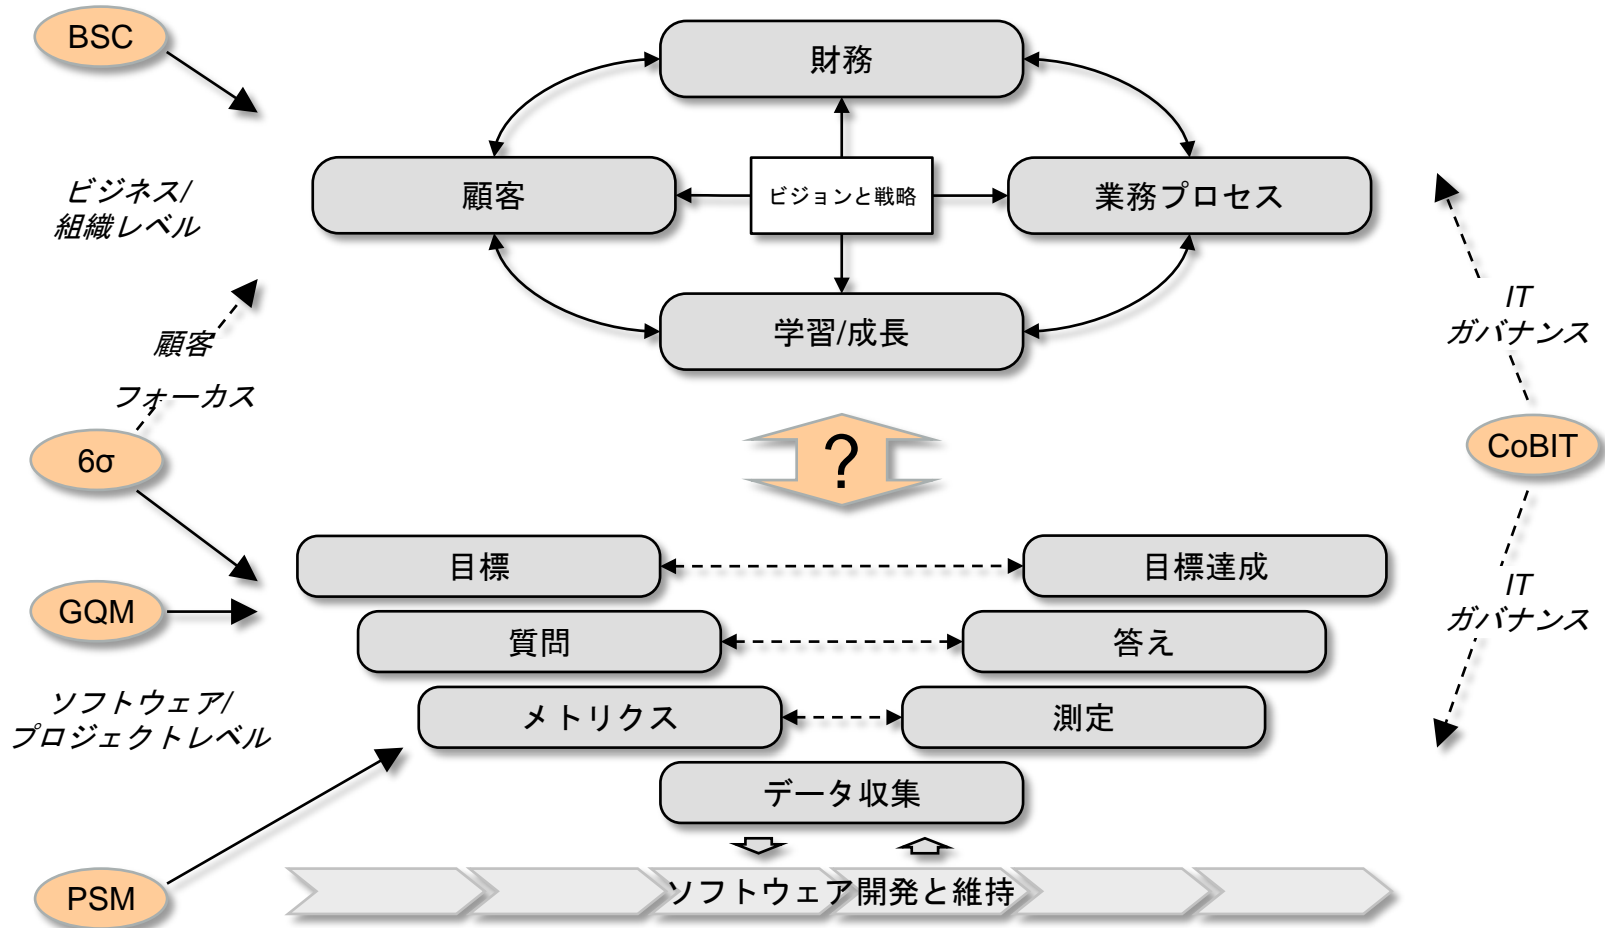 BSC
財務
ビジネス/
組織レベル
顧客
ビジョンと戦略
業務プロセス
学習/成長
顧客
フォーカス
IT
ガバナンス
6σ
?
CoBIT
目標
目標達成
GQM
質問
答え
IT
ガバナンス
ソフトウェア/
プロジェクトレベル
メトリクス
測定
データ収集
PSM
ソフトウェア開発と維持